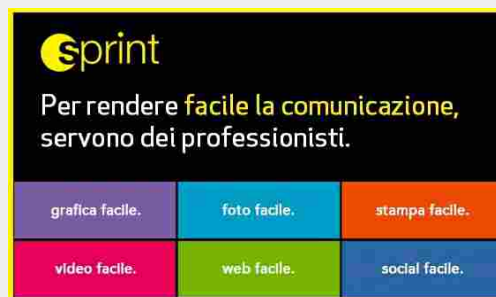 sprint
Per rendere facile la comunicazione,
servono dei professionisti.
grafica facile. foto facile. stampa facile.
video facile. web facile. social facile.